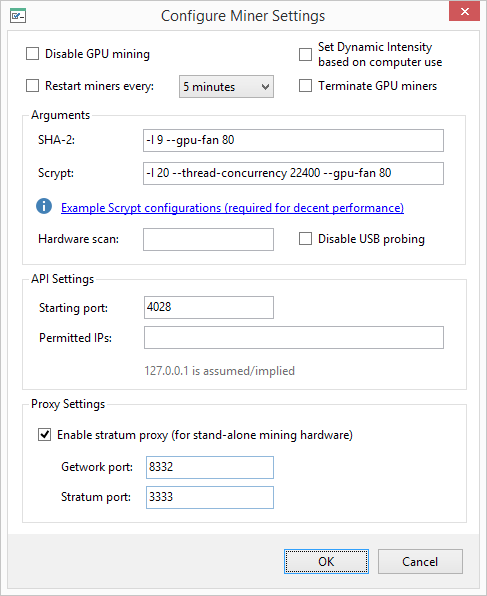 Configure Miner Settings
Disable GPU mining
Set Dynamic Intensity
based on computer use
Restart miners every:
5 minutes
Terminate GPU miners
Arguments
SHA-2:
-I 9 --gpu-fan 80
Scrypt:
-I 20 --thread-concurrency 22400 --gpu-fan 80
Example Scrypt configurations (required for decent performance)
Hardware scan:
Disable USB probing
API Settings
Starting port:
4028
Permitted IPs:
127.0.0.1 is assumed/implied
Proxy Settings
Enable stratum proxy (for stand-alone mining hardware)
Getwork port:
8332
Stratum port:
3333
OK
Cancel